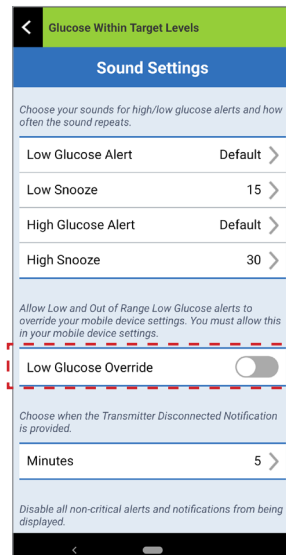 Glucose Within Target Levels
Sound Settings
Choose your sounds for high/low glucose alerts and how
often the sound repeats.
Low Glucose Alert Default
Low Snooze 15
High Glucose Alert Default
High Snooze 30
Allow Low and Out of Range Low Glucose alerts to
override your mobile device settings. You must allow this
in your mobile device settings.
Low Glucose Override
Choose when the Transmitter Disconnected Notification
is provided.
Minutes 5
Disable all non-critical alerts and notifications from being
displayed.